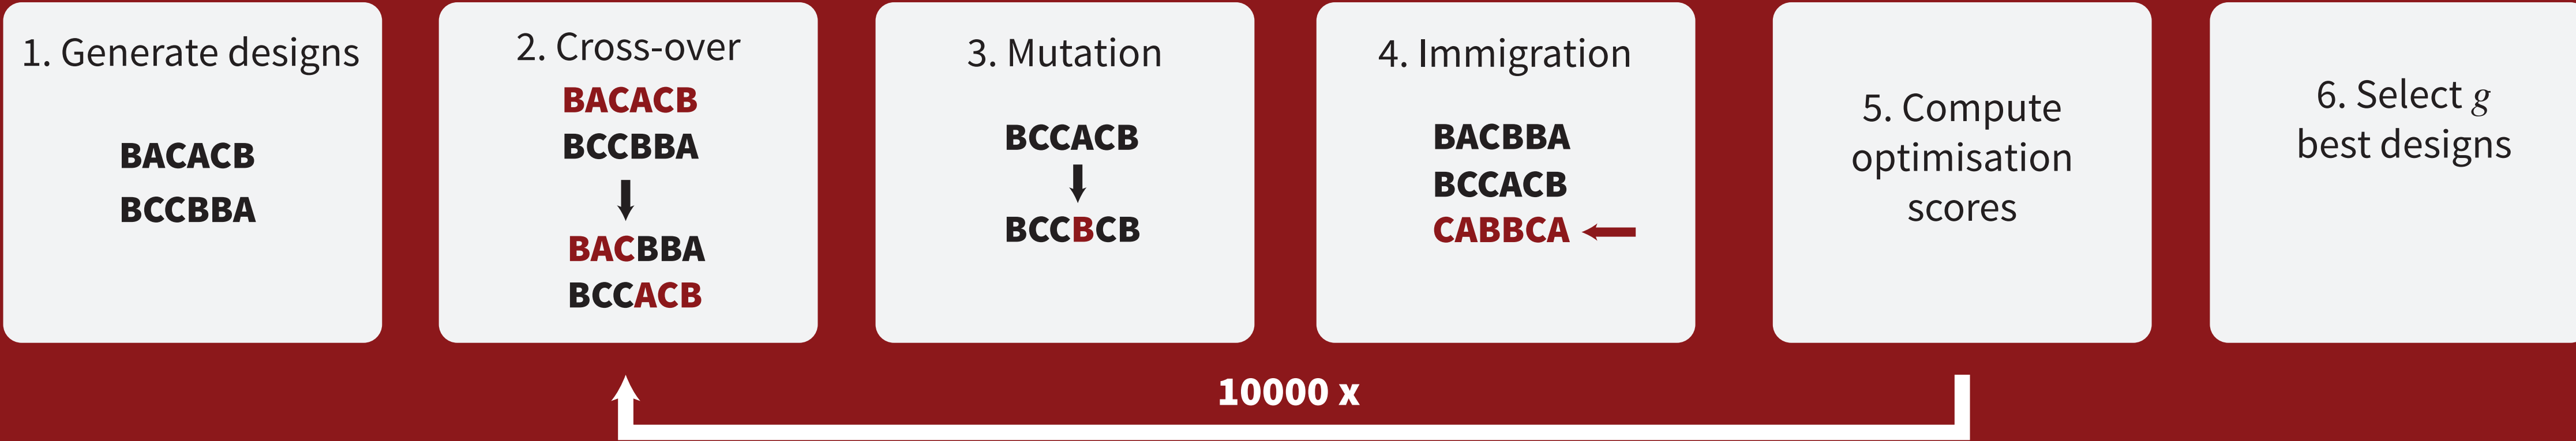 1. Generate designs
BACACB
BCCBBA
2. Cross-over
BACACB
BCCBBA
BACBBA
BCCACB
3. Mutation
BCCACB
BCCBCB
4. Immigration
BACBBA
BCCACB
CABBCA
5. Compute
optimisation
scores
6. Select g
best designs
10000 x